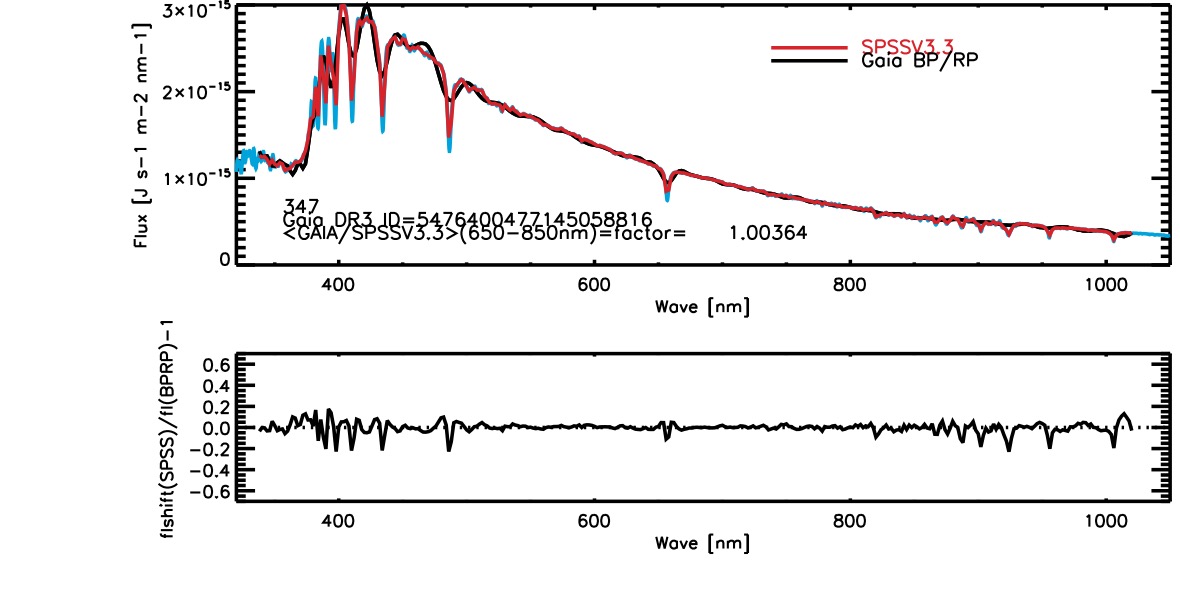 3×10−15
2×10−15
1×10−15
0
Flux [J s−1 m−2 nm−1]
SPSSV3.3
Gaia BP/RP
347
Gaia DR3 ID=5476400477145058816
<GAIA/SPSSV3.3>(650−850nm)=factor= 1.00364
400 600 800 1000
Wave [nm]
flshift(SPSS)/fl(BPRP)−1
0.6
0.4
0.2
0.0
−0.2
−0.4
−0.6
400 600 800 1000
Wave [nm]